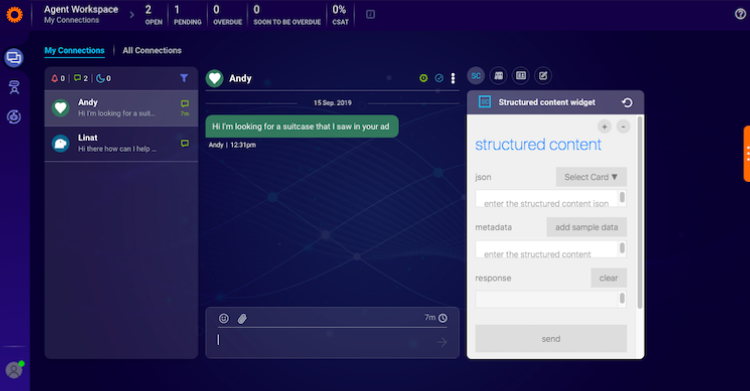 Agent Workspace
My Connections
2 OPEN
1 PENDING
0 OVERDUE
0 SOON TO BE OVERDUE
0% CSAT
My Connections
All Connections
0 2 0
Andy
Hi I'm looking for a suit...
7m
Linat
Hi there how can I help ...
Andy
15 Sep. 2019
Hi I'm looking for a suitcase that I saw in your ad
Andy | 12:31pm
7m
SC
SC Structured content widget
+ -
structured content
json Select Card ▼
enter the structured content json
metadata add sample data
enter the structured content
response clear
send